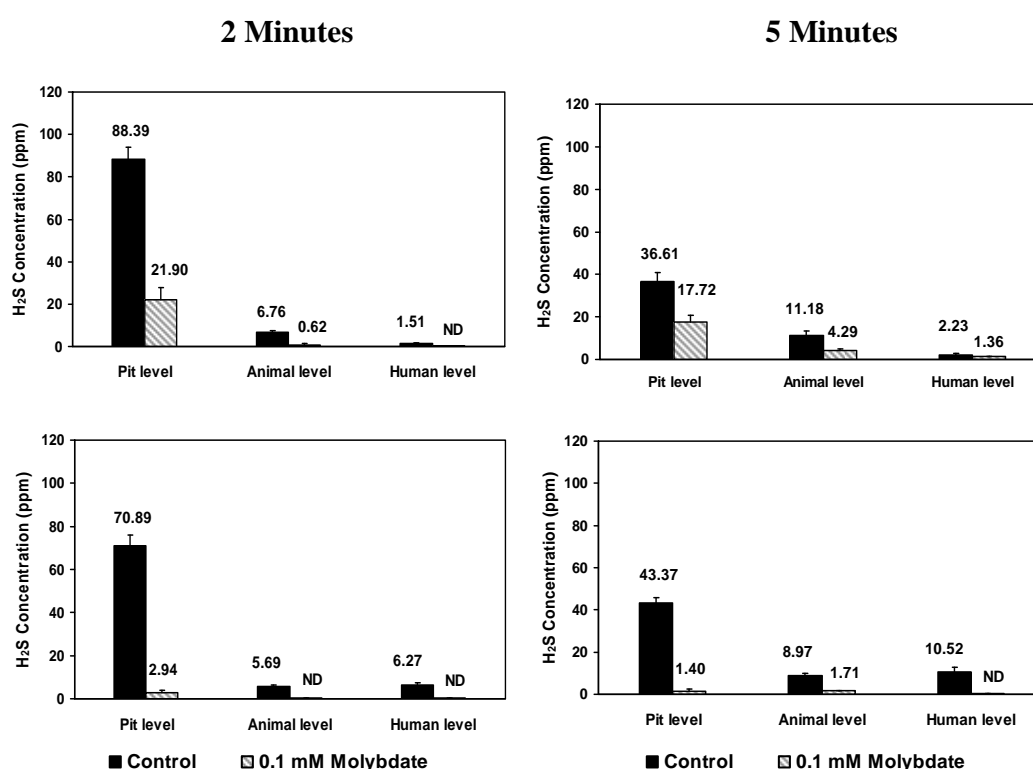 2 Minutes
5 Minutes
H₂S Concentration (ppm)
120
100
80
60
40
20
0
88.39
21.90
6.76
0.62
1.51
ND
Pit level
Animal level
Human level
H₂S Concentration (ppm)
120
100
80
60
40
20
0
36.61
17.72
11.18
4.29
2.23
1.36
Pit level
Animal level
Human level
H₂S Concentration (ppm)
120
100
80
60
40
20
0
70.89
2.94
5.69
ND
6.27
ND
Pit level
Animal level
Human level
H₂S Concentration (ppm)
120
100
80
60
40
20
0
43.37
1.40
8.97
1.71
10.52
ND
Pit level
Animal level
Human level
Control
0.1 mM Molybdate
Control
0.1 mM Molybdate